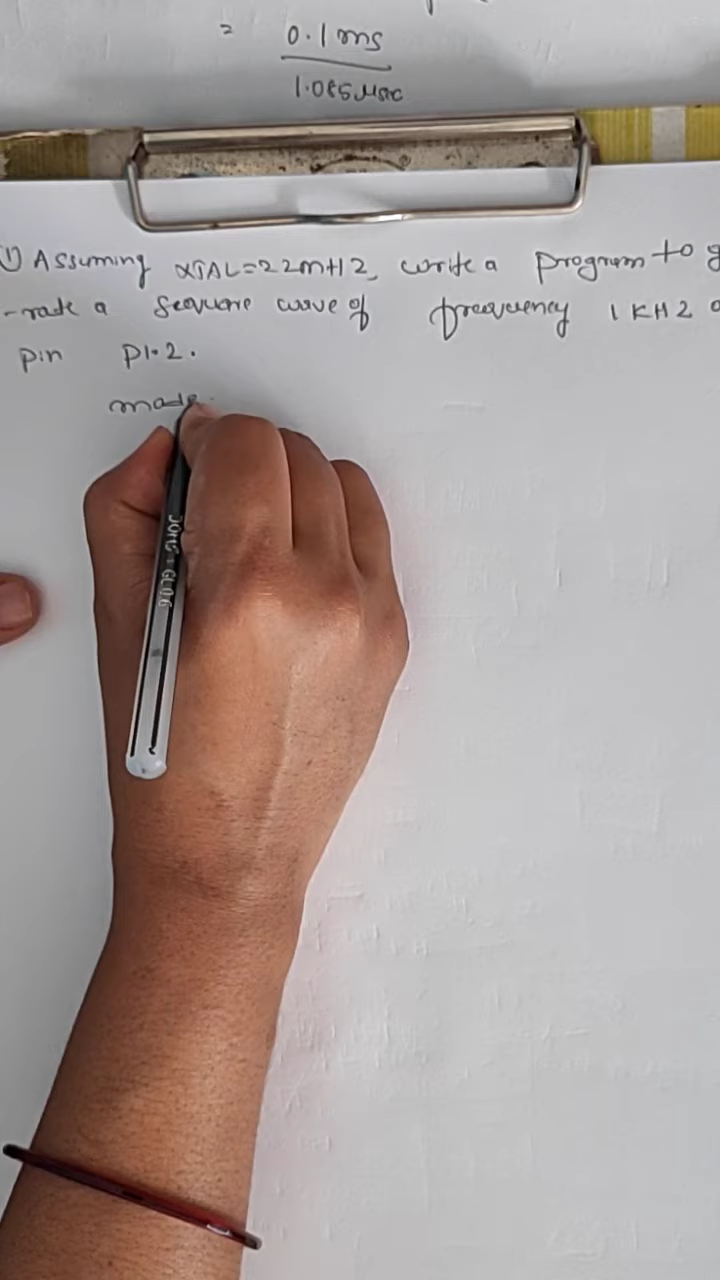 =
0.1ms
1.085μsec
1) Assuming XTAL=22MHz, write a program to g
-rate a square wave of frequency 1KHz o
pin P1.2.
mode